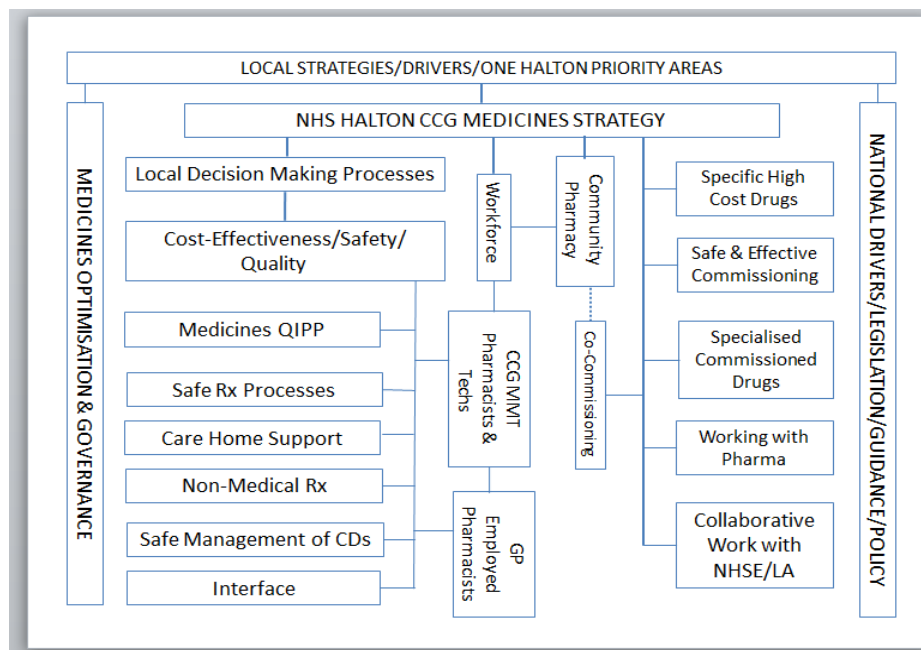 LOCAL STRATEGIES/DRIVERS/ONE HALTON PRIORITY AREAS
MEDICINES OPTIMISATION & GOVERNANCE
NHS HALTON CCG MEDICINES STRATEGY
Local Decision Making Processes
Cost-Effectiveness/Safety/
Quality
Medicines QIPP
Safe Rx Processes
Care Home Support
Non-Medical Rx
Safe Management of CDs
Interface
Workforce
CCG MMT
Pharmacists &
Techs
GP
Employed
Pharmacists
Community
Pharmacy
Co-Commissioning
Specific High
Cost Drugs
Safe & Effective
Commissioning
Specialised
Commissioned
Drugs
Working with
Pharma
Collaborative
Work with
NHSE/LA
NATIONAL DRIVERS/LEGISLATION/GUIDANCE/POLICY